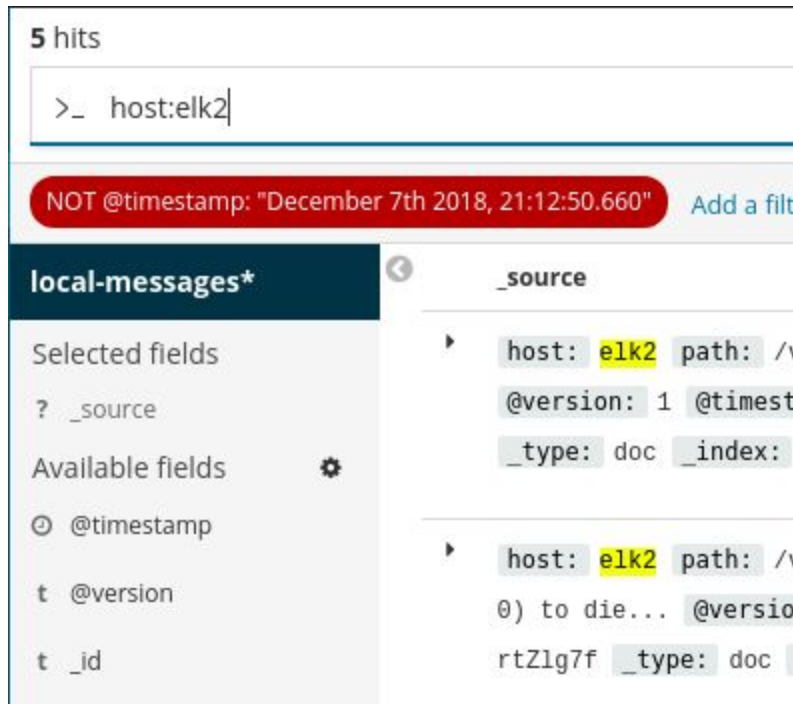 5 hits
>_ host:elk2
NOT @timestamp: "December 7th 2018, 21:12:50.660" Add a filt
local-messages*
Selected fields
? _source
Available fields
@timestamp
t @version
t _id
_source
host: elk2 path: /v
@version: 1 @timest
_type: doc _index:
host: elk2 path: /v
0) to die... @versio
rtZlg7f _type: doc